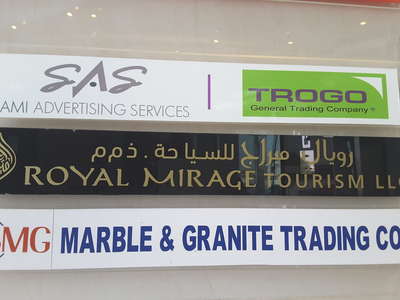 SAS
AMI ADVERTISING SERVICES
TROGO
General Trading Company
رويال ميراج للسياحة . ذ.م.م
ROYAL MIRAGE TOURISM LLC
MG MARBLE & GRANITE TRADING CO